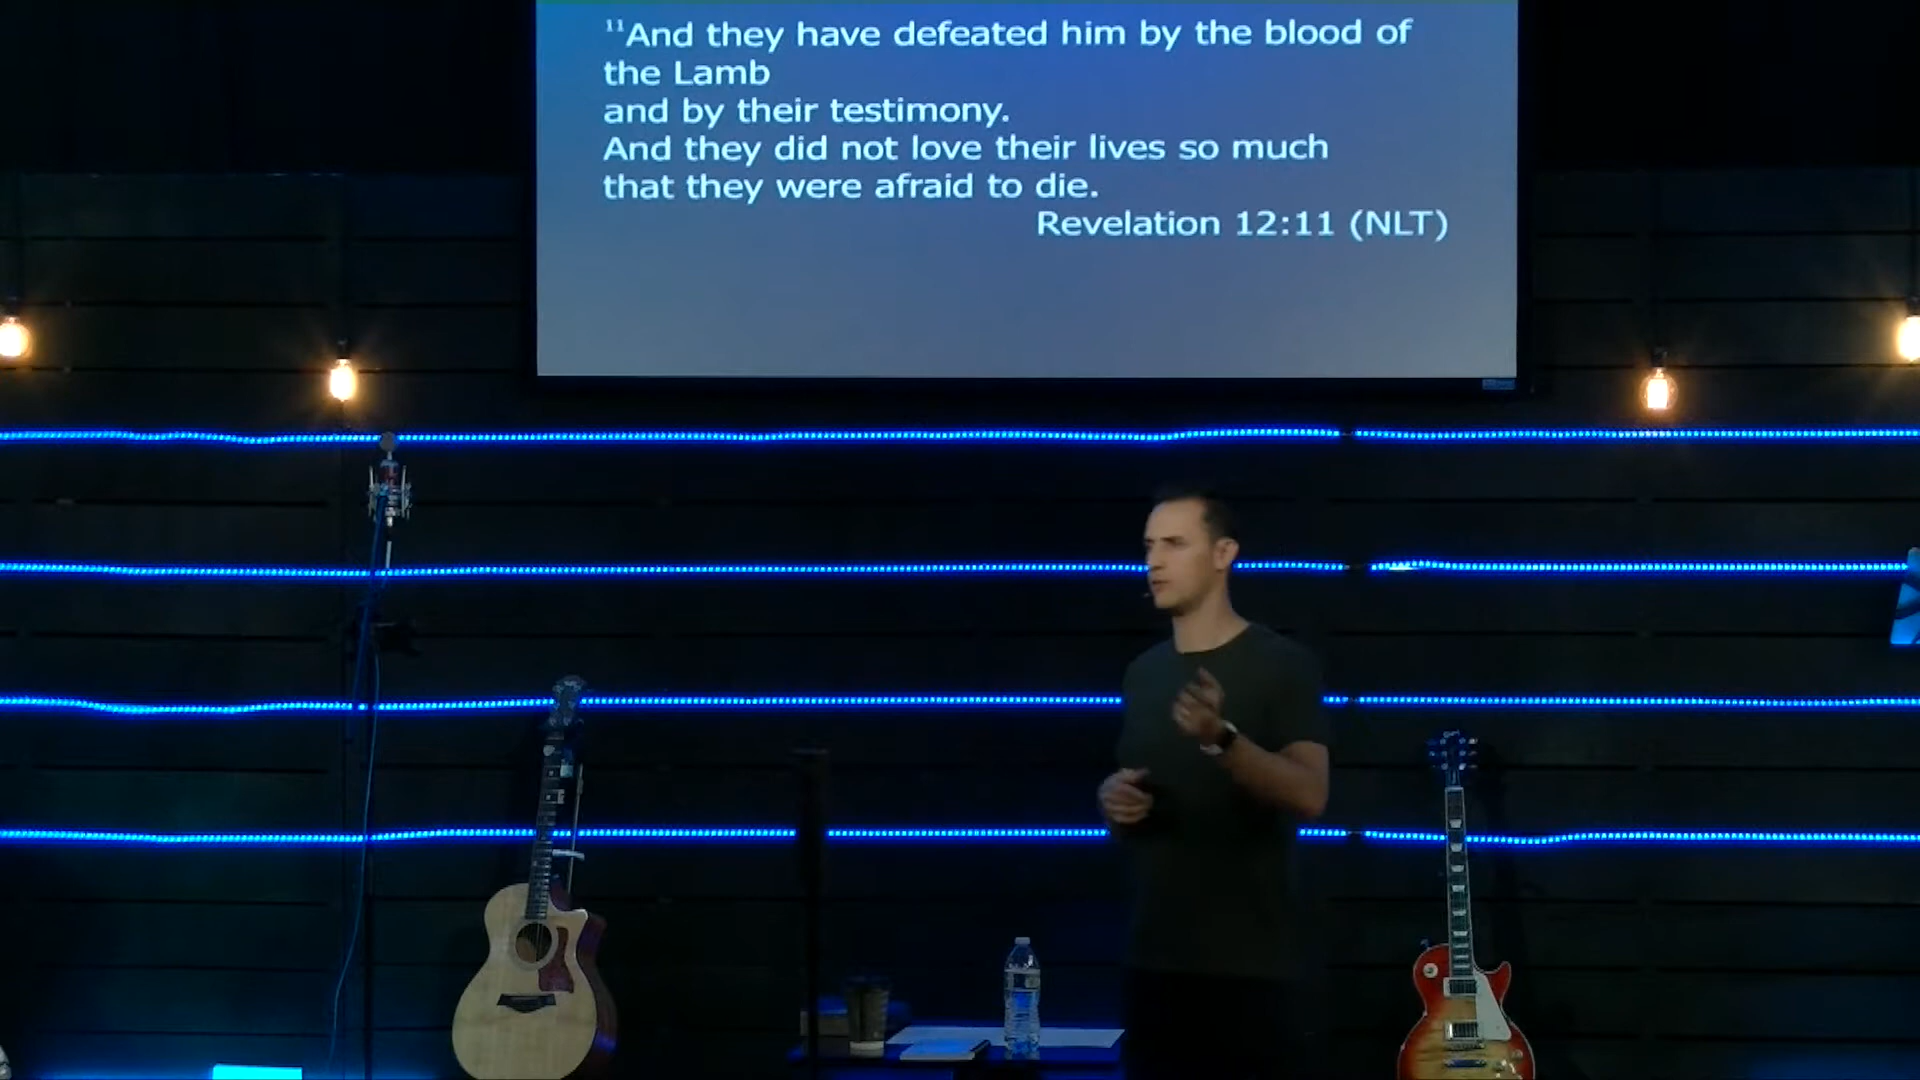 ¹¹And they have defeated him by the blood of
the Lamb
and by their testimony.
And they did not love their lives so much
that they were afraid to die.
Revelation 12:11 (NLT)